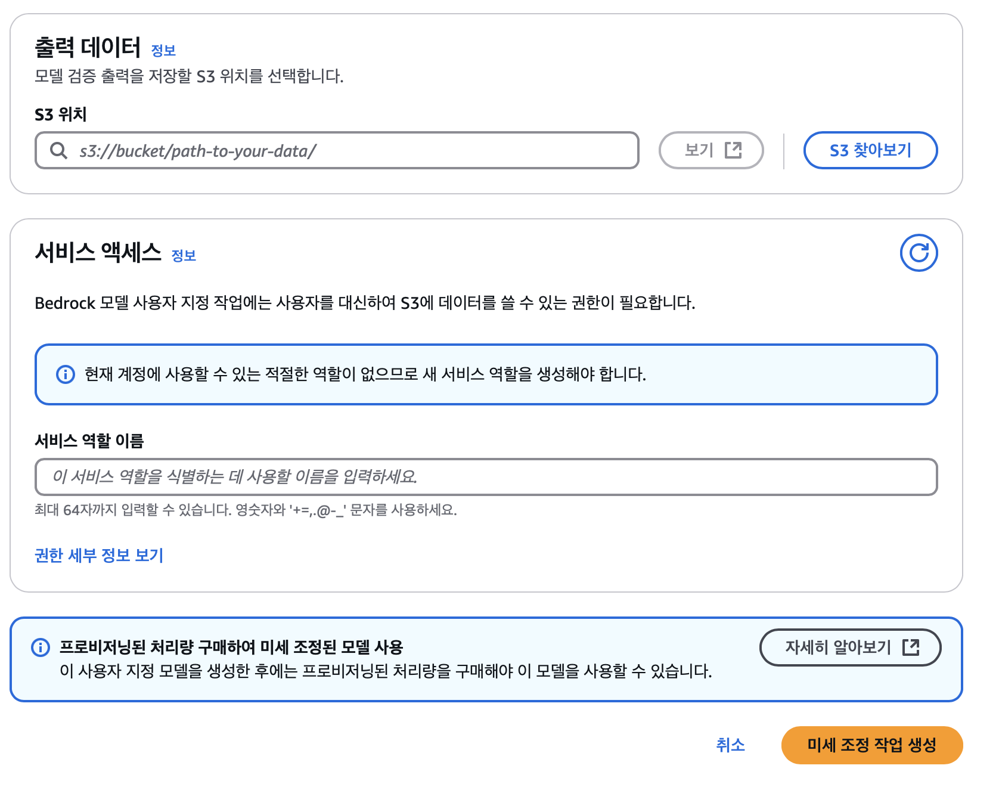 출력 데이터 정보
모델 검증 출력을 저장할 S3 위치를 선택합니다.
S3 위치
s3://bucket/path-to-your-data/
보기
S3 찾아보기
서비스 액세스 정보
Bedrock 모델 사용자 지정 작업에는 사용자를 대신하여 S3에 데이터를 쓸 수 있는 권한이 필요합니다.
현재 계정에 사용할 수 있는 적절한 역할이 없으므로 새 서비스 역할을 생성해야 합니다.
서비스 역할 이름
이 서비스 역할을 식별하는 데 사용할 이름을 입력하세요.
최대 64자까지 입력할 수 있습니다. 영숫자와 '+=,.@-_' 문자를 사용하세요.
권한 세부 정보 보기
프로비저닝된 처리량 구매하여 미세 조정된 모델 사용
이 사용자 지정 모델을 생성한 후에는 프로비저닝된 처리량을 구매해야 이 모델을 사용할 수 있습니다.
자세히 알아보기
취소
미세 조정 작업 생성